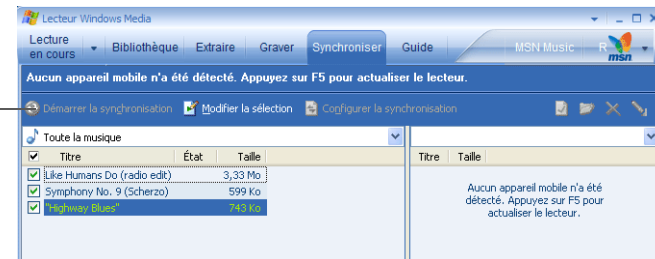 Lecteur Windows Media
Lecture en cours Bibliothèque Extraire Graver Synchroniser Guide MSN Music R msn
Aucun appareil mobile n'a été détecté. Appuyez sur F5 pour actualiser le lecteur.
Démarrer la synchronisation Modifier la sélection Configurer la synchronisation
Toute la musique
Titre État Taille Titre Taille
Like Humans Do (radio edit) 3,33 Mo
Symphony No. 9 (Scherzo) 599 Ko
"Highway Blues" 743 Ko
Aucun appareil mobile n'a été
détecté. Appuyez sur F5 pour
actualiser le lecteur.